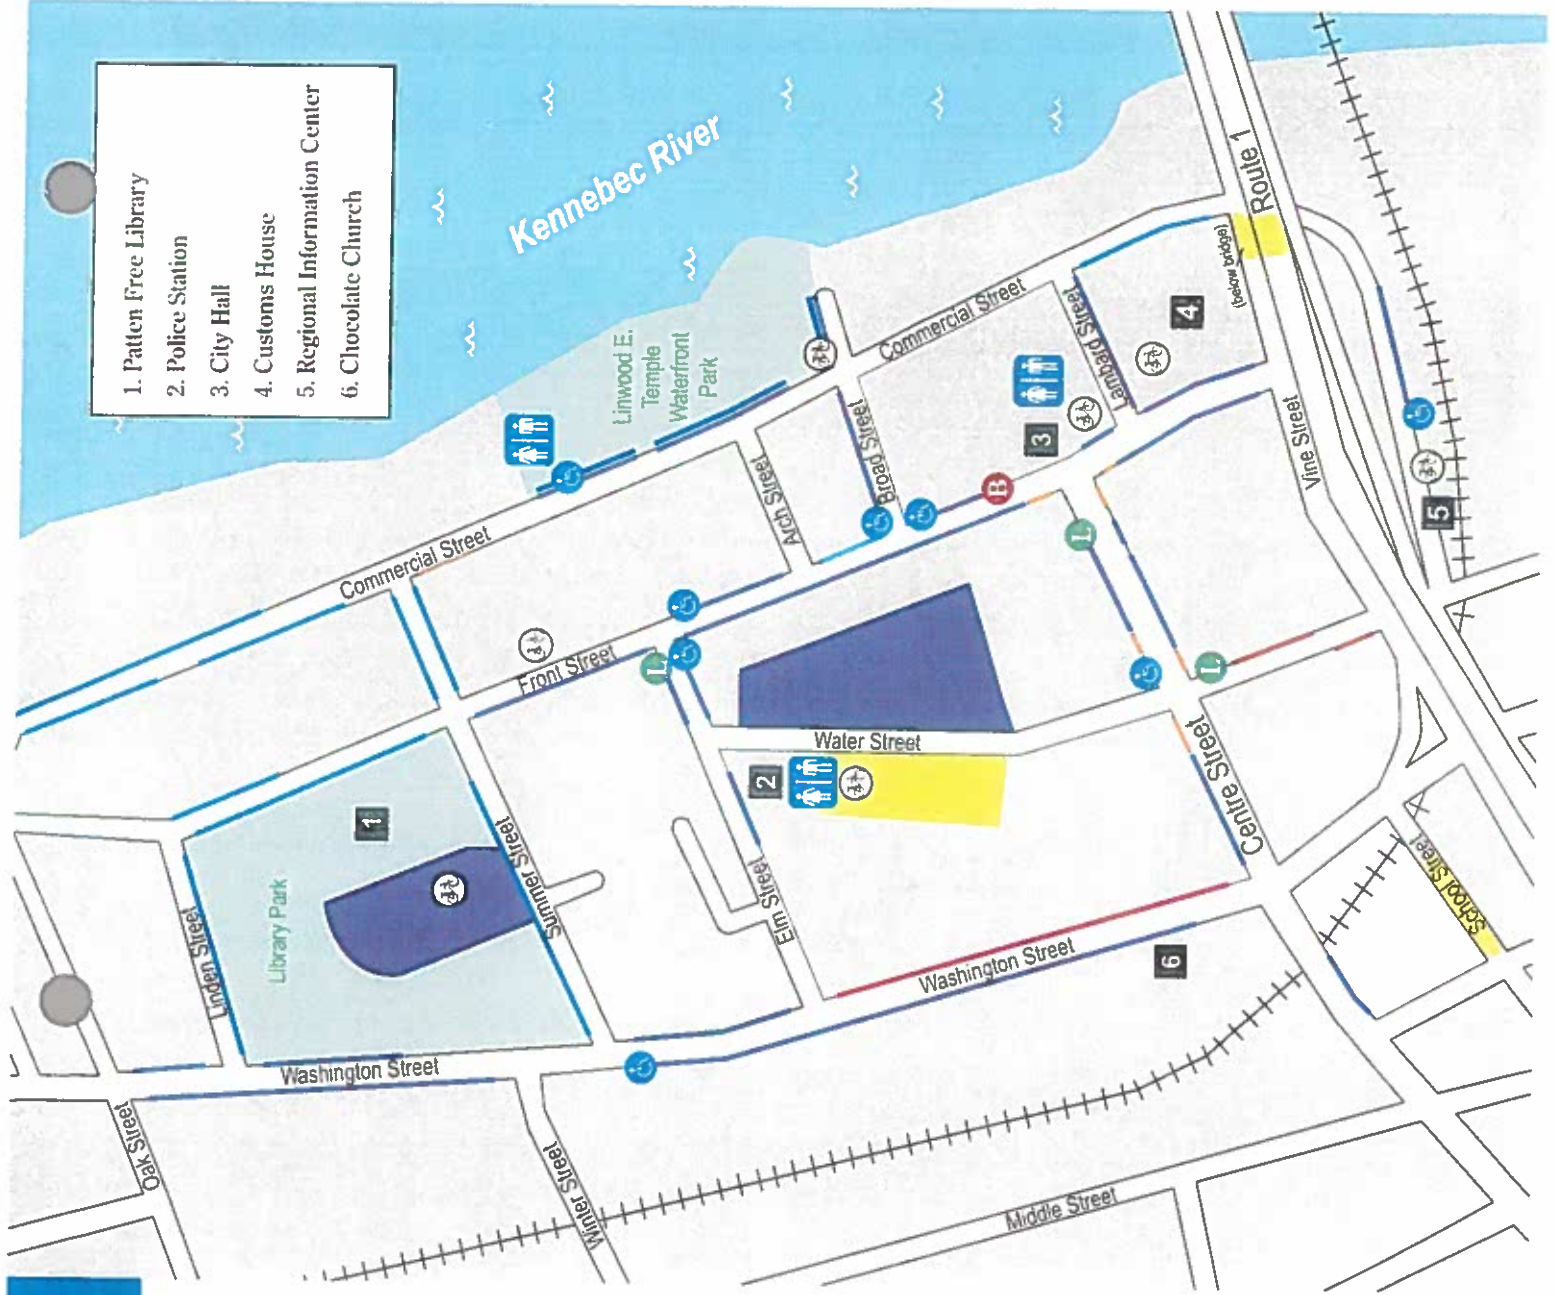 1. Patten Free Library
2. Police Station
3. City Hall
4. Customs House
5. Regional Information Center
6. Chocolate Church
Kennebec River
Linwood E.
Temple
Waterfront
Park
Commercial Street
Commercial Street
Route 1
(below bridge)
Lambard Street
Broad Street
Arch Street
Vine Street
Front Street
Water Street
Centre Street
School Street
Summer Street
Elm Street
Library Park
Linden Street
Washington Street
Washington Street
Oak Street
Winter Street
Middle Street
1
2
3
4
5
6
B
L
L
L